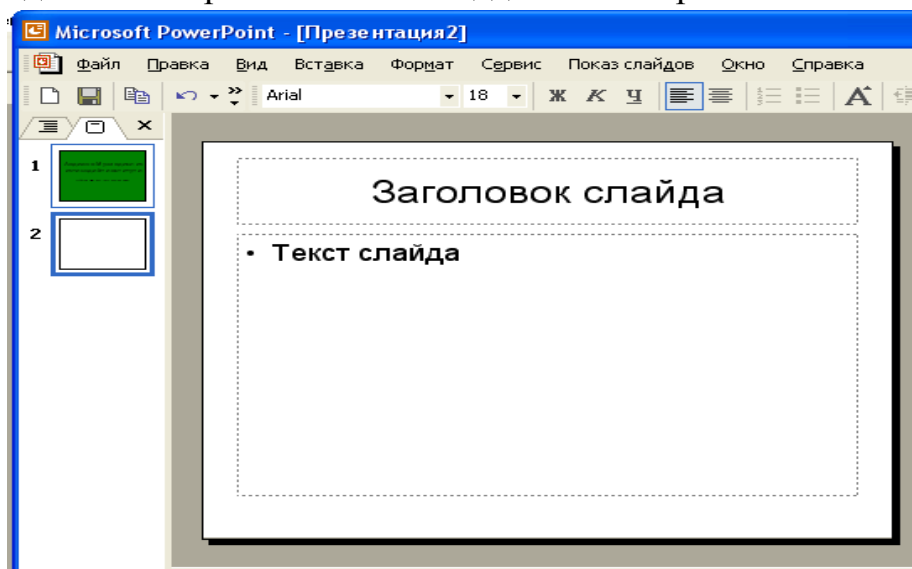 Microsoft PowerPoint - [Презентация2]
Файл Правка Вид Вставка Формат Сервис Показ слайдов Окно Справка
Arial 18 Ж К Ч
1
2
Заголовок слайда
• Текст слайда